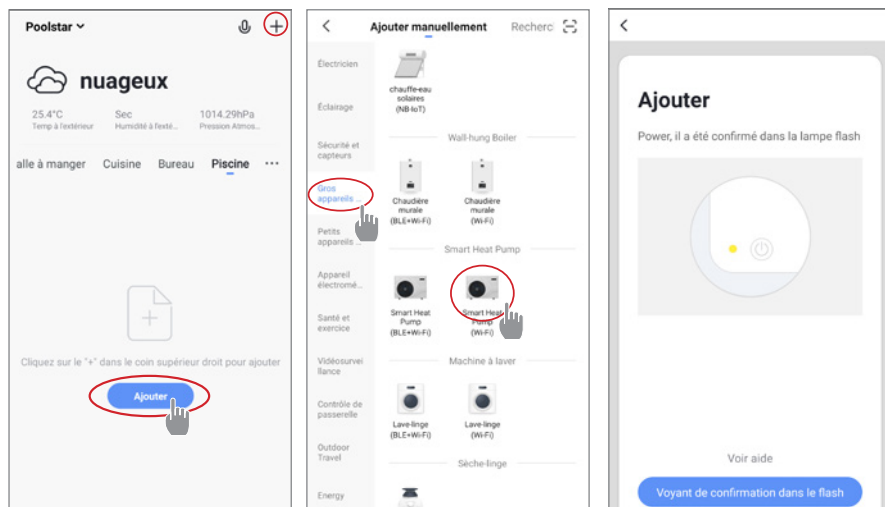 Poolstar
nuageux
25.4°C Sec 1014.29hPa
Temp à l'extérieur Humidité à l'exté... Pression Atmos...
alle à manger Cuisine Bureau Piscine ...
Cliquez sur le "+" dans le coin supérieur droit pour ajouter
Ajouter
Ajouter manuellement Recherc
Électricien
Éclairage
Sécurité et
capteurs
Gros
appareils ...
Petits
appareils ...
Appareil
électromé...
Santé et
exercice
Vidéosurvei
llance
Contrôle de
passerelle
Outdoor
Travel
Energy
chauffe-eau
solaires
(NB-IoT)
Wall-hung Boiler
Chaudière
murale
(BLE+Wi-Fi)
Chaudière
murale
(Wi-Fi)
Smart Heat Pump
Smart Heat
Pump
(BLE+Wi-Fi)
Smart Heat
Pump
(Wi-Fi)
Machine à laver
Lave-linge
(BLE+Wi-Fi)
Lave-linge
(Wi-Fi)
Sèche-linge
Ajouter
Power, il a été confirmé dans la lampe flash
Voir aide
Voyant de confirmation dans le flash